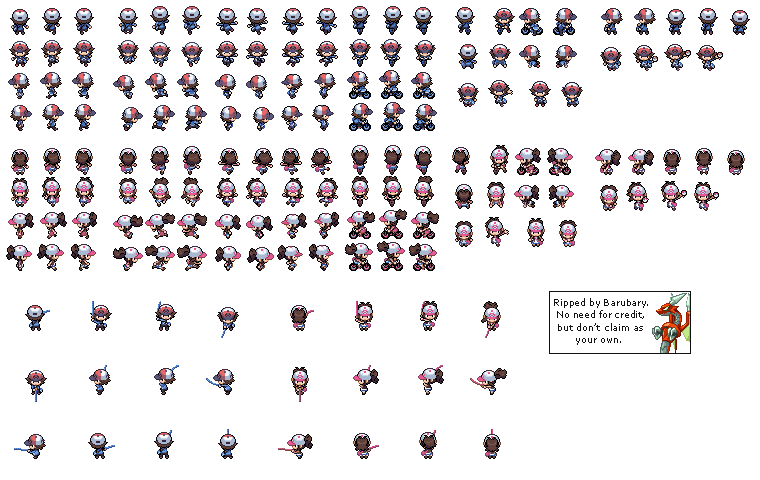 Ripped by Barubary.
No need for credit,
but don't claim as
your own.